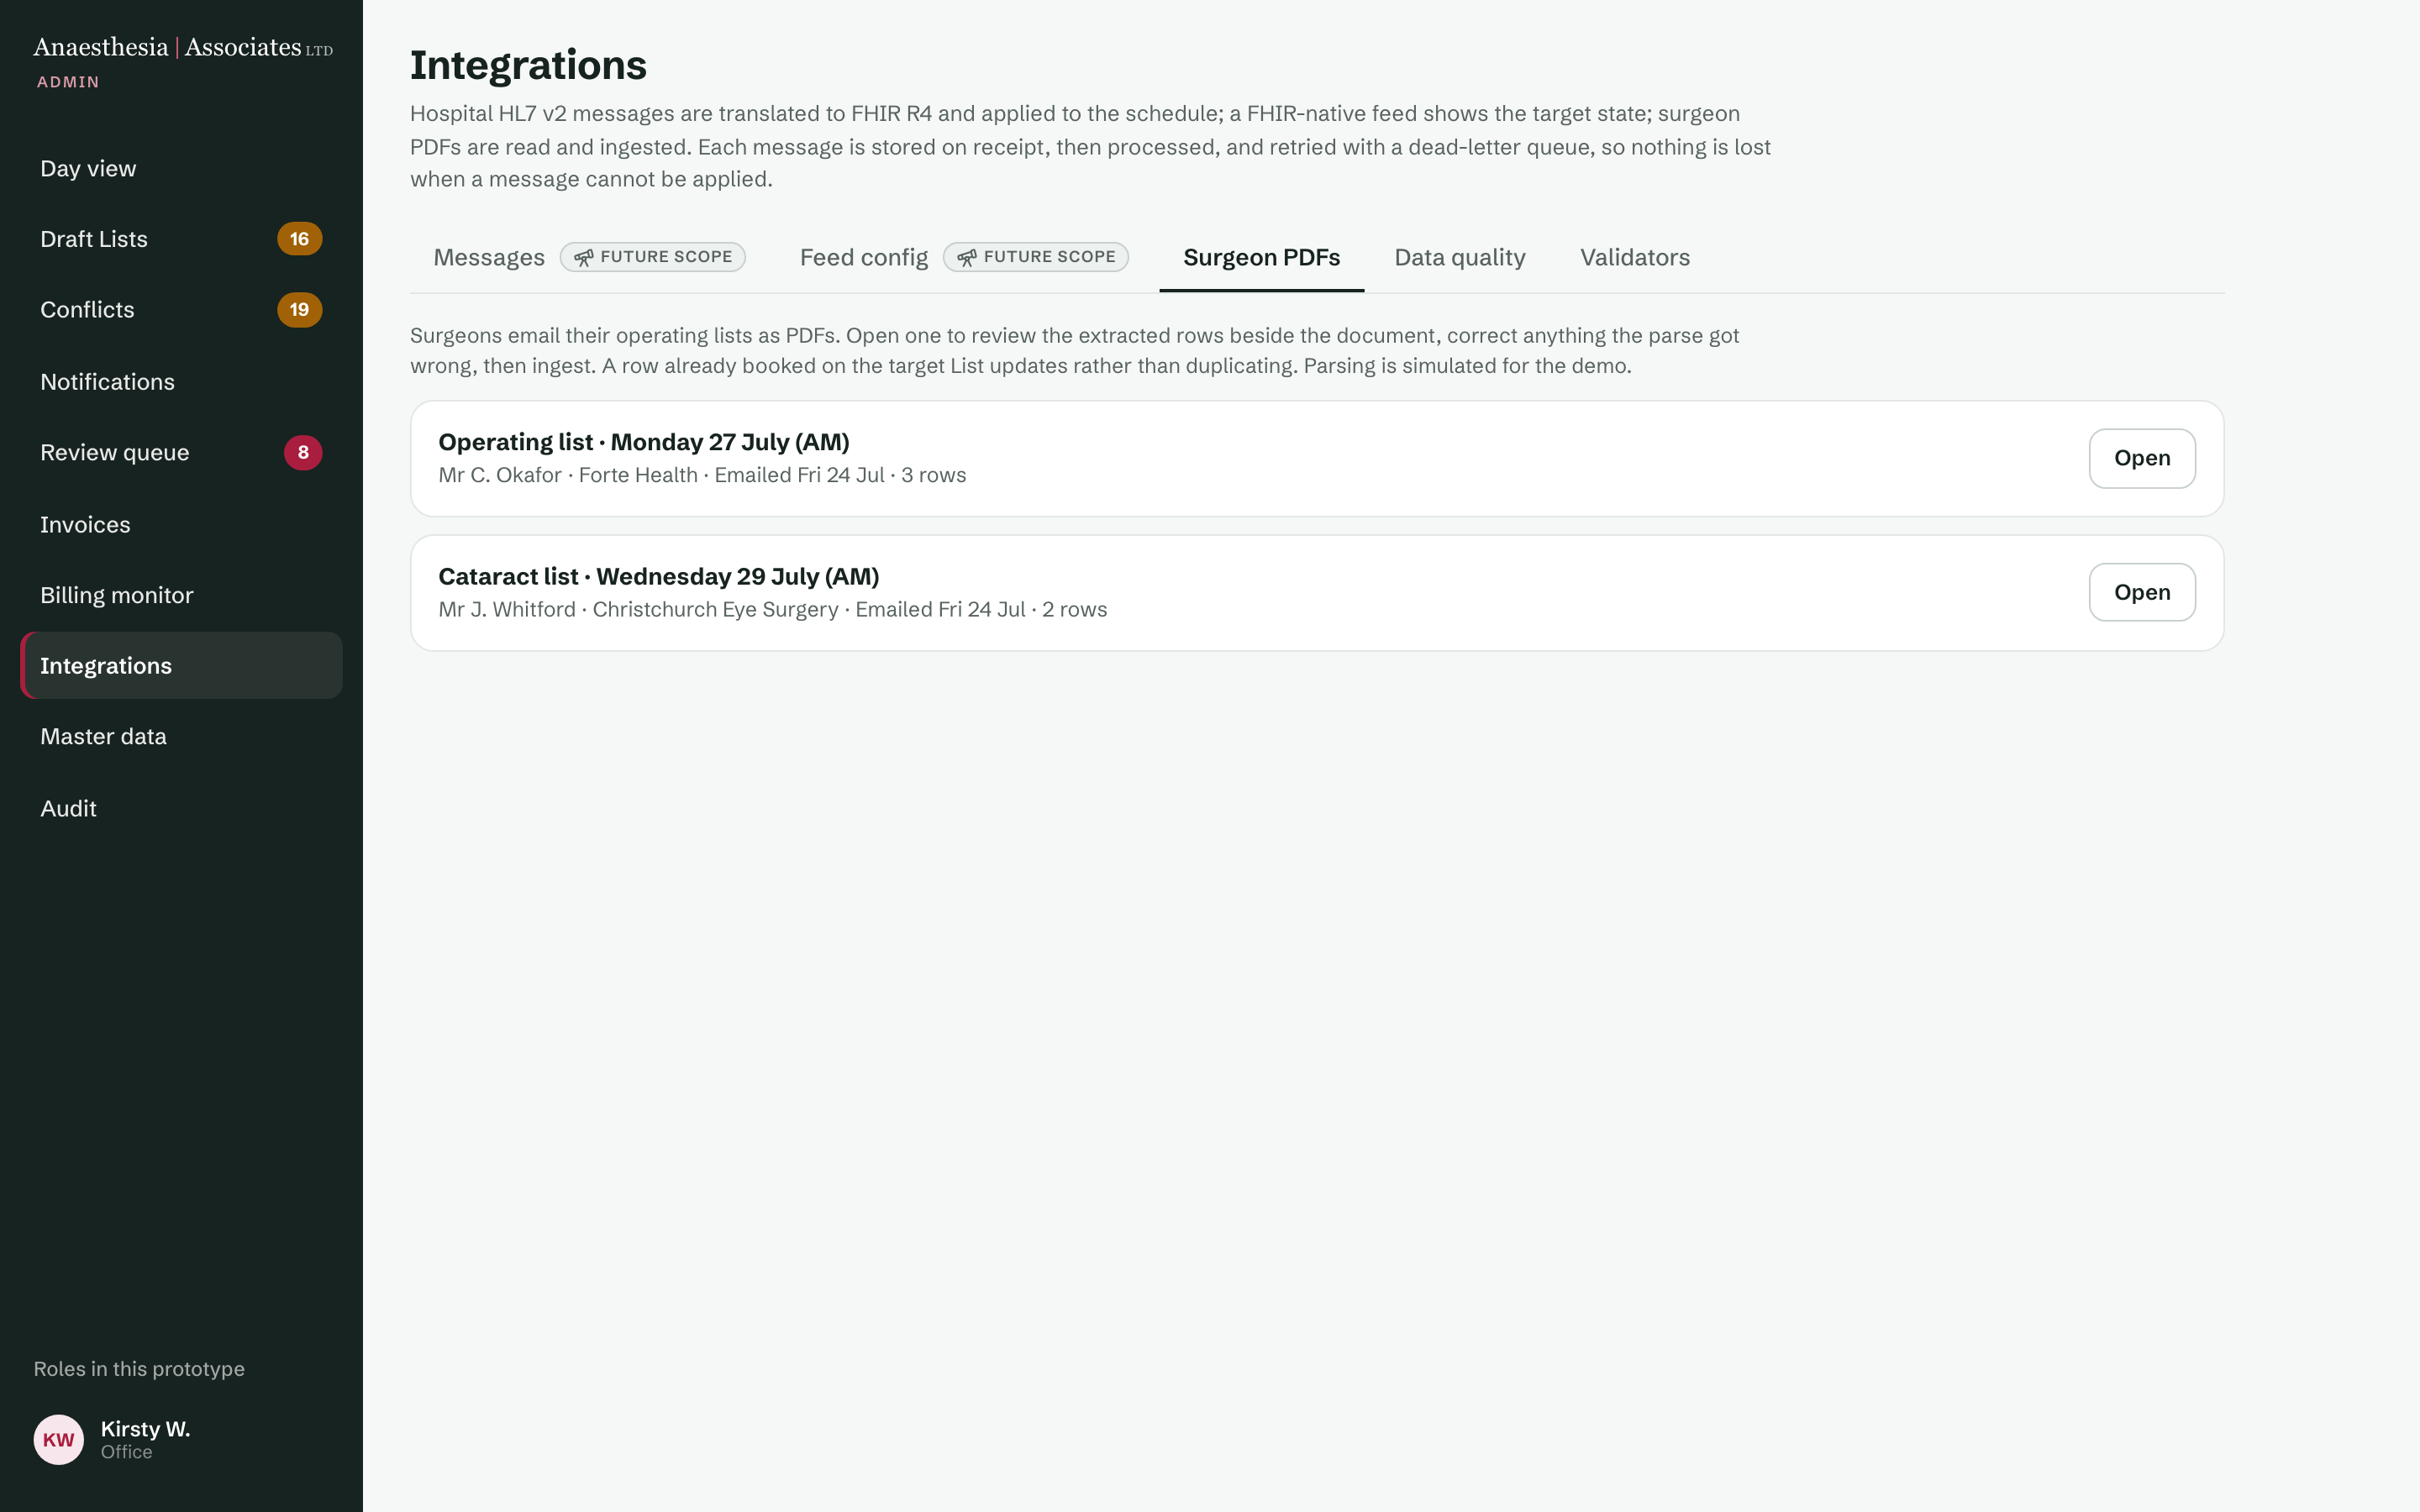 Anaesthesia | Associates LTD
ADMIN
Day view
Draft Lists 16
Conflicts 19
Notifications
Review queue 8
Invoices
Billing monitor
Integrations
Master data
Audit
Roles in this prototype
KW
Kirsty W.
Office
Integrations
Hospital HL7 v2 messages are translated to FHIR R4 and applied to the schedule; a FHIR-native feed shows the target state; surgeon
PDFs are read and ingested. Each message is stored on receipt, then processed, and retried with a dead-letter queue, so nothing is lost
when a message cannot be applied.
Messages FUTURE SCOPE Feed config FUTURE SCOPE Surgeon PDFs Data quality Validators
Surgeons email their operating lists as PDFs. Open one to review the extracted rows beside the document, correct anything the parse got
wrong, then ingest. A row already booked on the target List updates rather than duplicating. Parsing is simulated for the demo.
Operating list · Monday 27 July (AM)
Mr C. Okafor · Forte Health · Emailed Fri 24 Jul · 3 rows
Open
Cataract list · Wednesday 29 July (AM)
Mr J. Whitford · Christchurch Eye Surgery · Emailed Fri 24 Jul · 2 rows
Open